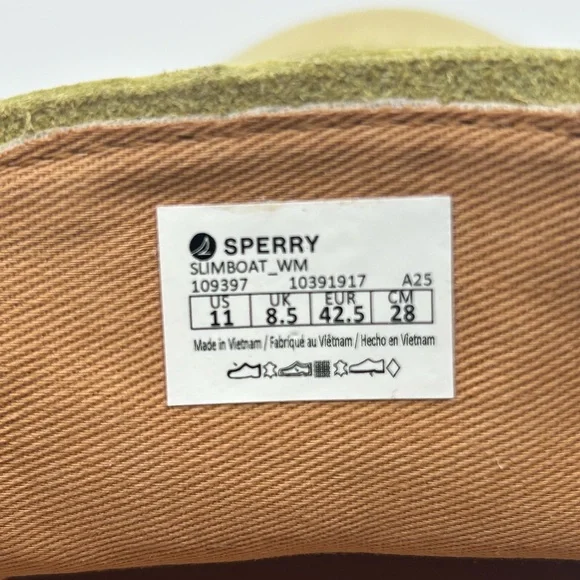 SPERRY
SLIMBOAT_WM
109397 10391917 A25
US UK EUR CM
11 8.5 42.5 28
Made in Vietnam / Fabriqué au Viêtnam / Hecho en Vietnam